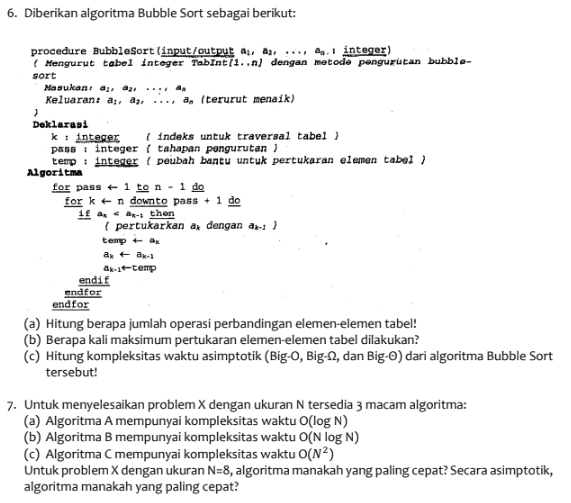 6. Diberikan algoritma Bubble Sort sebagai berikut:
procedure BubbleSort(input/output a₁, a₂, ..., aₙ : integer)
{ Mengurut tabel integer TabInt[1..n] dengan metode pengurutan bubble-
sort
Masukan: a₁, a₂, ..., aₙ
Keluaran: a₁, a₂, ..., aₙ (terurut menaik)
}
Deklarasi
k : integer { indeks untuk traversal tabel }
pass : integer { tahapan pengurutan }
temp : integer { peubah bantu untuk pertukaran elemen tabel }
Algoritma
for pass ← 1 to n - 1 do
for k ← n downto pass + 1 do
if aₖ < aₖ₋₁ then
{ pertukarkan aₖ dengan aₖ₋₁ }
temp ← aₖ
aₖ ← aₖ₋₁
aₖ₋₁←temp
endif
endfor
endfor
(a) Hitung berapa jumlah operasi perbandingan elemen-elemen tabel!
(b) Berapa kali maksimum pertukaran elemen-elemen tabel dilakukan?
(c) Hitung kompleksitas waktu asimptotik (Big-O, Big-Ω, dan Big-Θ) dari algoritma Bubble Sort
tersebut!
7. Untuk menyelesaikan problem X dengan ukuran N tersedia 3 macam algoritma:
(a) Algoritma A mempunyai kompleksitas waktu O(log N)
(b) Algoritma B mempunyai kompleksitas waktu O(N log N)
(c) Algoritma C mempunyai kompleksitas waktu O(N²)
Untuk problem X dengan ukuran N=8, algoritma manakah yang paling cepat? Secara asimptotik,
algoritma manakah yang paling cepat?